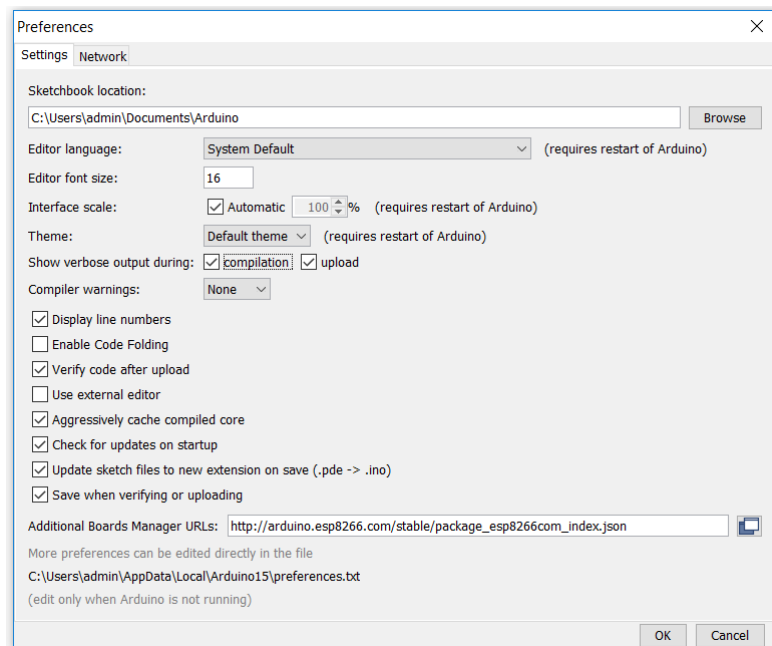 Preferences
Settings Network
Sketchbook location:
C:\Users\admin\Documents\Arduino Browse
Editor language: System Default (requires restart of Arduino)
Editor font size: 16
Interface scale: Automatic 100 % (requires restart of Arduino)
Theme: Default theme (requires restart of Arduino)
Show verbose output during: compilation upload
Compiler warnings: None
Display line numbers
Enable Code Folding
Verify code after upload
Use external editor
Aggressively cache compiled core
Check for updates on startup
Update sketch files to new extension on save (.pde -> .ino)
Save when verifying or uploading
Additional Boards Manager URLs: http://arduino.esp8266.com/stable/package_esp8266com_index.json
More preferences can be edited directly in the file
C:\Users\admin\AppData\Local\Arduino15\preferences.txt
(edit only when Arduino is not running)
OK Cancel